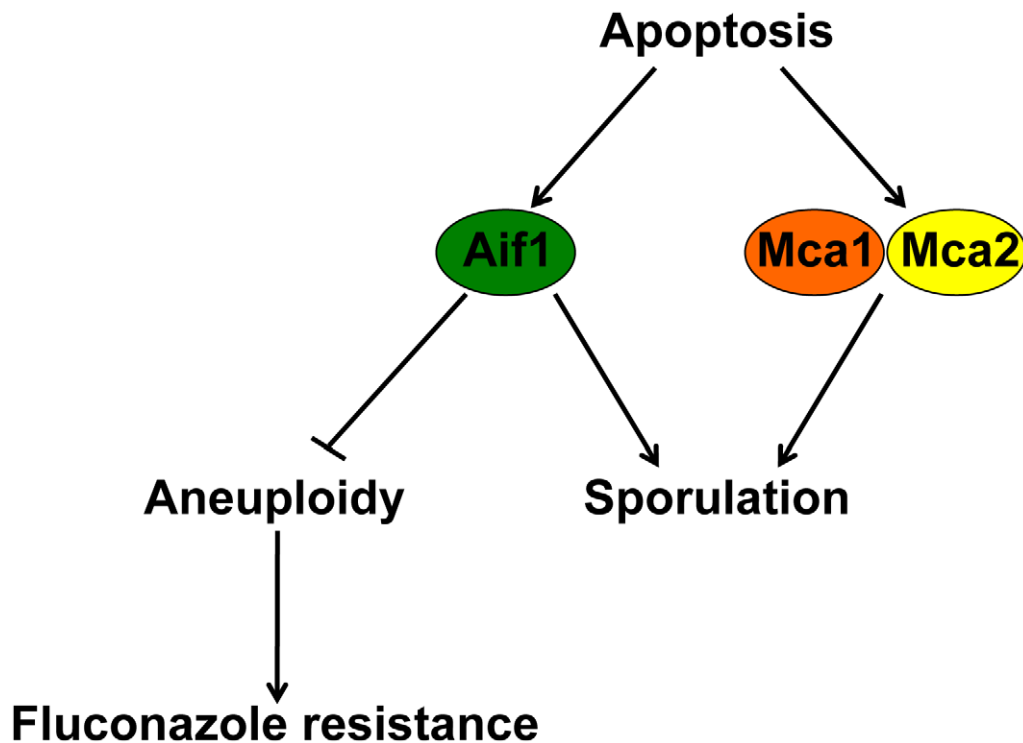 Apoptosis
Aif1
Mca1
Mca2
Aneuploidy
Sporulation
Fluconazole resistance